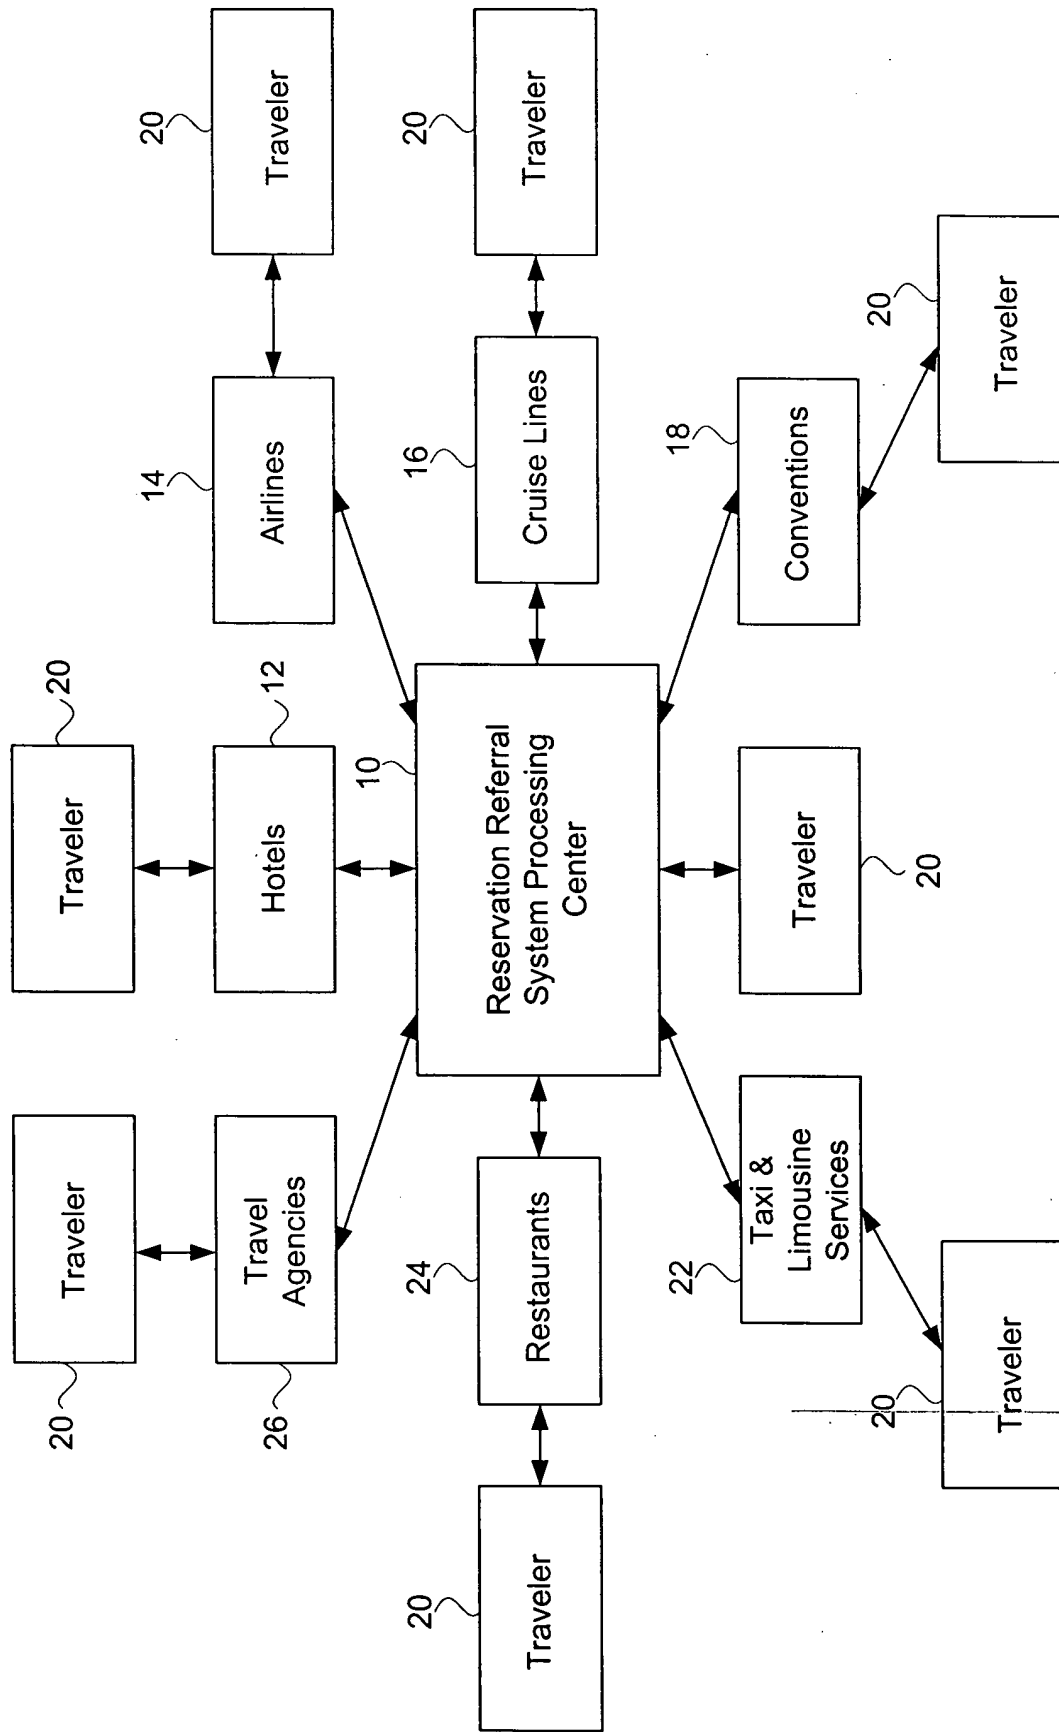 20
Traveler
Traveler
20
20
Traveler
14
Airlines
26
Travel
Agencies
Hotels
12
10
Reservation Referral
System Processing
Center
20
Traveler
24
Restaurants
16
Cruise Lines
20
Traveler
22
Taxi &
Limousine
Services
Traveler
20
18
Conventions
20
Traveler
20
Traveler